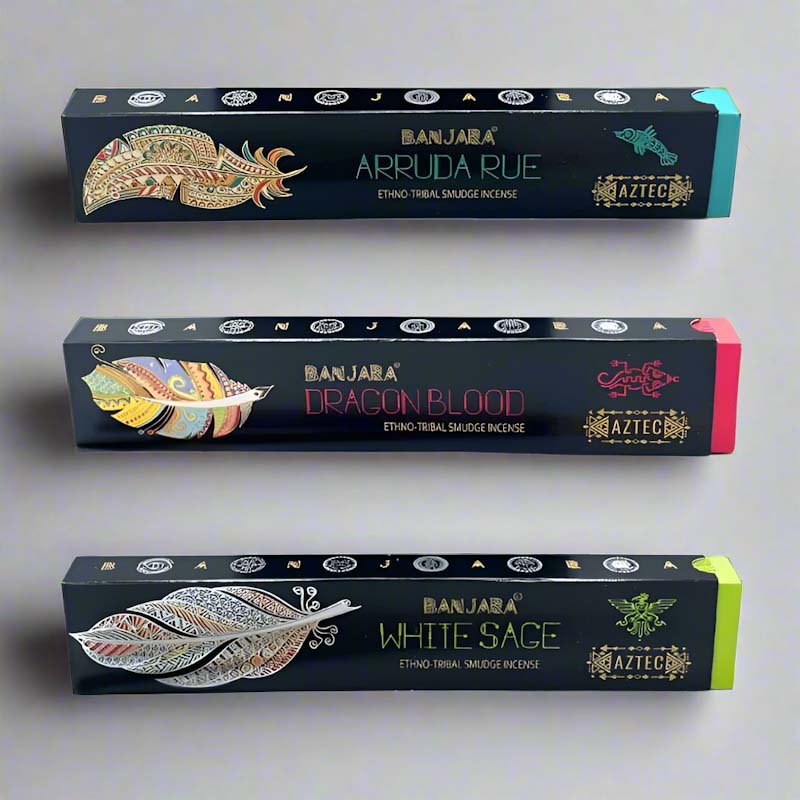 B A N J A R A
BANJARA©
ARRUDA RUE
ETHNO-TRIBAL SMUDGE INCENSE
AZTEC
B A N J A R A
BANJARA©
DRAGON BLOOD
ETHNO-TRIBAL SMUDGE INCENSE
AZTEC
B A N J A R A
BANJARA©
WHITE SAGE
ETHNO-TRIBAL SMUDGE INCENSE
AZTEC